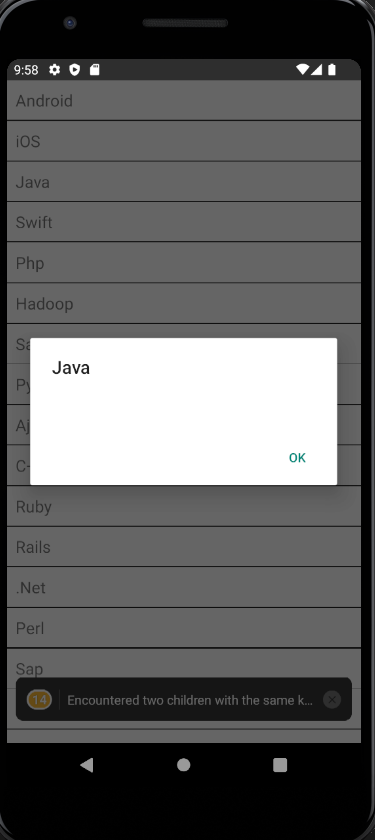 9:58
Android
iOS
Java
Swift
Php
Hadoop
Sa
Java
Py
Aj
OK
C-
Ruby
Rails
.Net
Perl
Sap
14 Encountered two children with the same k...